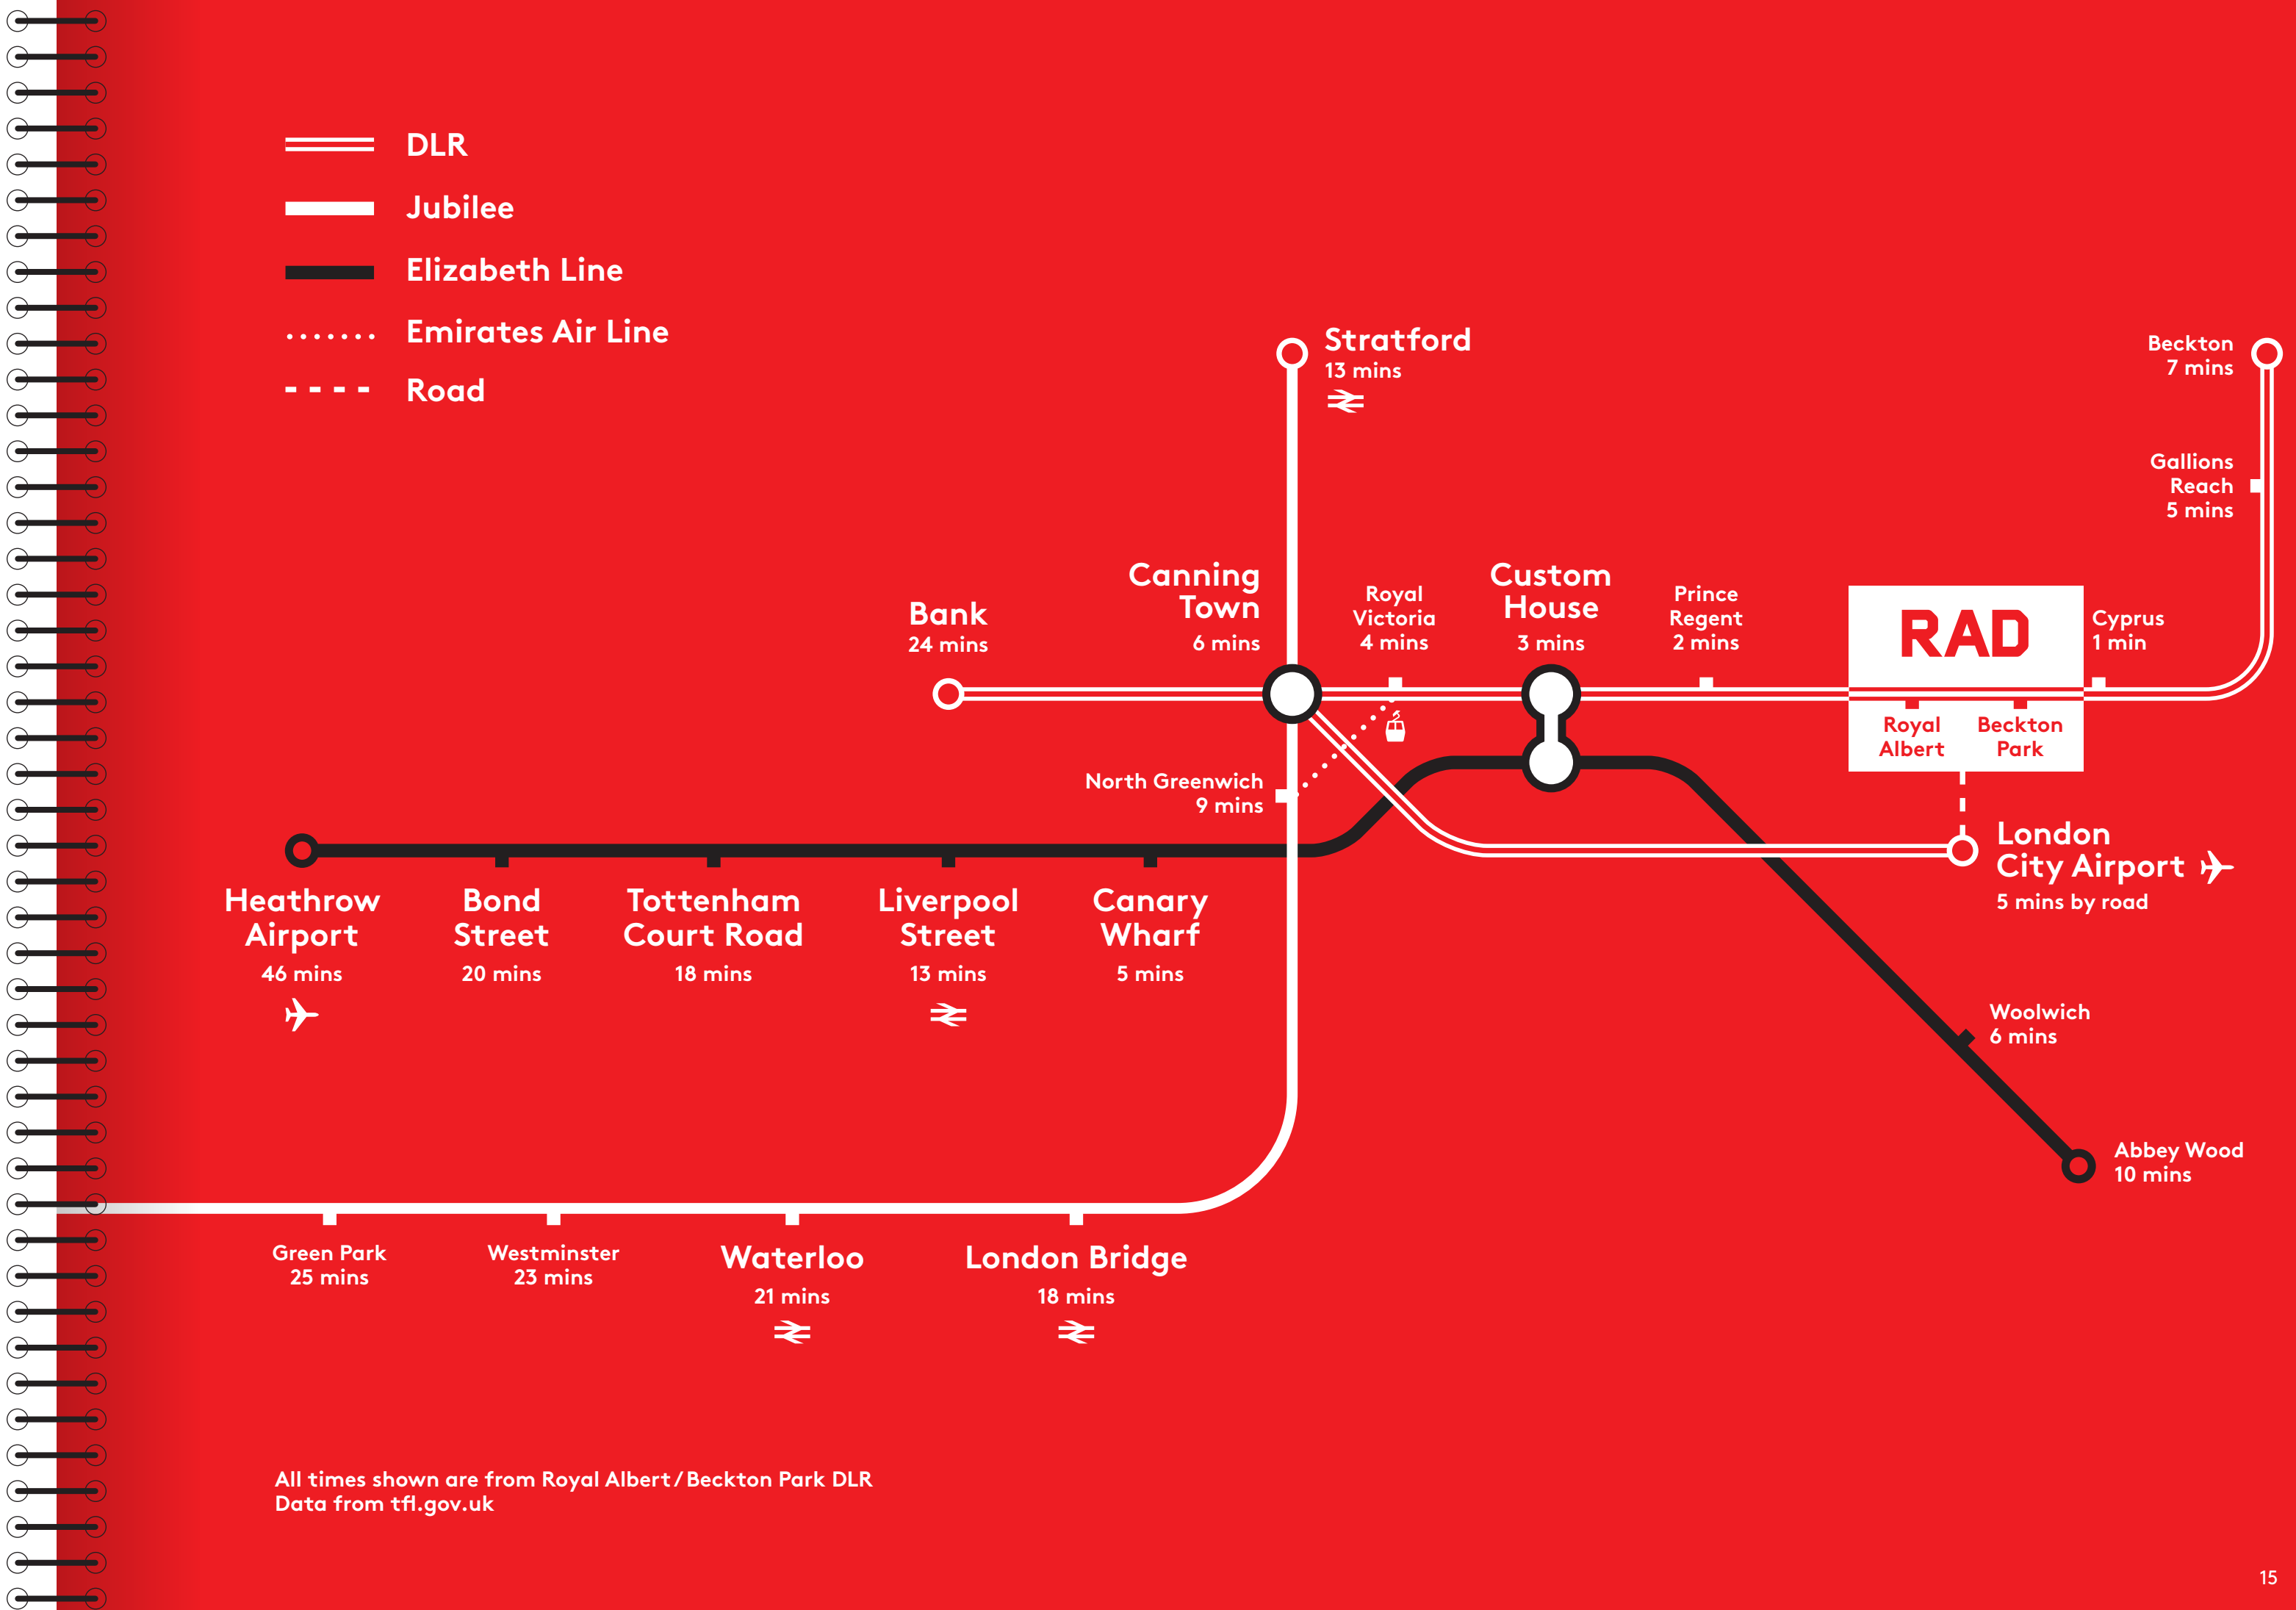 DLR
Jubilee
Elizabeth Line
Emirates Air Line
Road
Stratford
13 mins
Beckton
7 mins
Gallions
Reach
5 mins
Bank
24 mins
Canning
Town
6 mins
Royal
Victoria
4 mins
Custom
House
3 mins
Prince
Regent
2 mins
RAD
Royal
Albert
Beckton
Park
Cyprus
1 min
North Greenwich
9 mins
London
City Airport
5 mins by road
Heathrow
Airport
46 mins
Bond
Street
20 mins
Tottenham
Court Road
18 mins
Liverpool
Street
13 mins
Canary
Wharf
5 mins
Woolwich
6 mins
Abbey Wood
10 mins
Green Park
25 mins
Westminster
23 mins
Waterloo
21 mins
London Bridge
18 mins
All times shown are from Royal Albert / Beckton Park DLR
Data from tfl.gov.uk
15